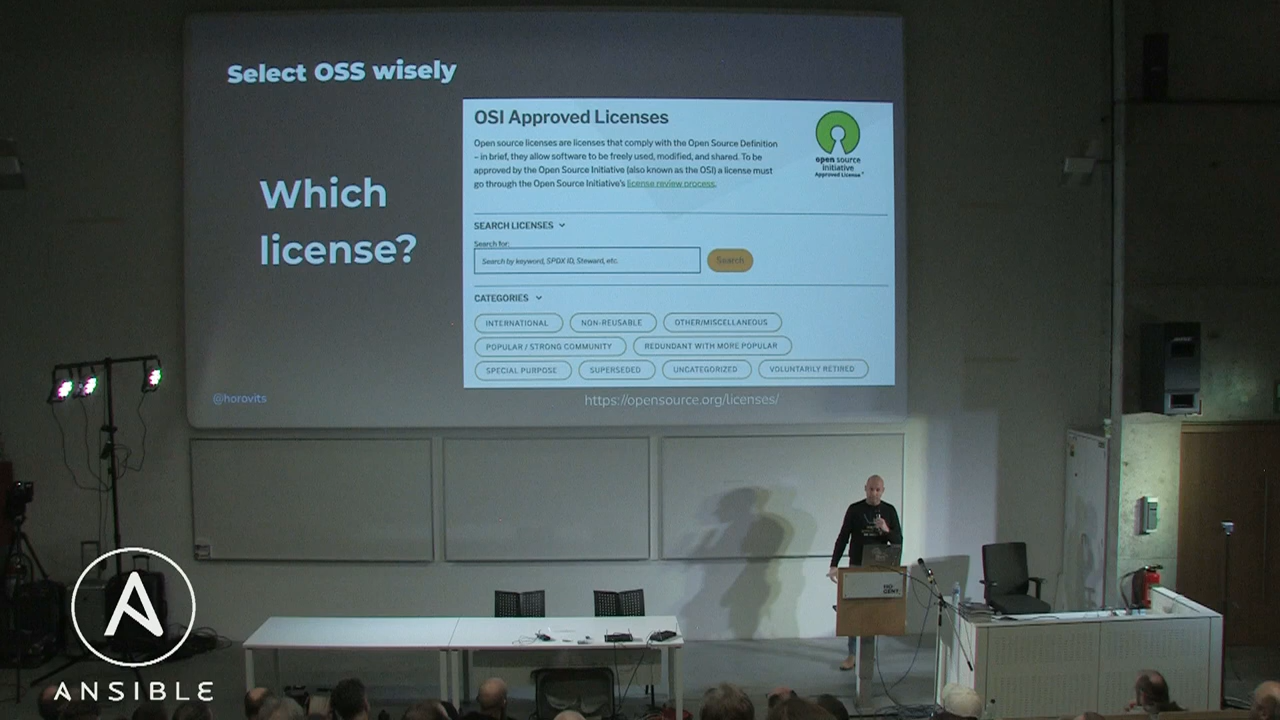 Select OSS wisely
Which
license?
OSI Approved Licenses
Open source licenses are licenses that comply with the Open Source Definition
– in brief, they allow software to be freely used, modified, and shared. To be
approved by the Open Source Initiative (also known as the OSI) a license must
go through the Open Source Initiative's license review process.
open source
initiative
Approved License®
SEARCH LICENSES
Search for:
Search by keyword, SPDX ID, Steward, etc.
Search
CATEGORIES
INTERNATIONAL
NON-REUSABLE
OTHER/MISCELLANEOUS
POPULAR / STRONG COMMUNITY
REDUNDANT WITH MORE POPULAR
SPECIAL PURPOSE
SUPERSEDED
UNCATEGORIZED
VOLUNTARILY RETIRED
@horovits
https://opensource.org/licenses/
HO
GENT
ANSIBLE